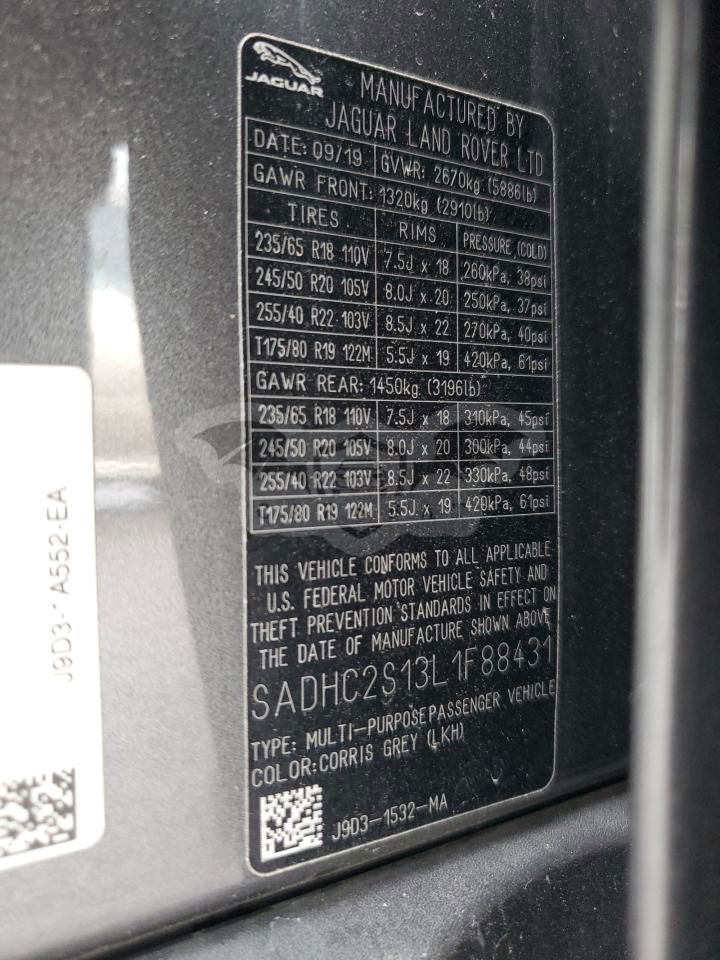 JAGUAR
MANUFACTURED BY
JAGUAR LAND ROVER LTD
DATE: 09/19 GVWR: 2670kg (5886lb)
GAWR FRONT: 1320kg (2910lb)
TIRES RIMS PRESSURE (COLD)
235/65 R18 110V 7.5J x 18 260kPa, 38psi
245/50 R20 105V 8.0J x 20 250kPa, 37psi
255/40 R22 103V 8.5J x 22 270kPa, 40psi
T175/80 R19 122M 5.5J x 19 420kPa, 61psi
GAWR REAR: 1450kg (3196lb)
235/65 R18 110V 7.5J x 18 310kPa, 45psi
245/50 R20 105V 8.0J x 20 300kPa, 44psi
255/40 R22 103V 8.5J x 22 330kPa, 48psi
T175/80 R19 122M 5.5J x 19 420kPa, 61psi
THIS VEHICLE CONFORMS TO ALL APPLICABLE
U.S. FEDERAL MOTOR VEHICLE SAFETY AND
THEFT PREVENTION STANDARDS IN EFFECT ON
THE DATE OF MANUFACTURE SHOWN ABOVE
SADHC2S13L1F88431
TYPE: MULTI-PURPOSE PASSENGER VEHICLE
COLOR: CORRIS GREY (LKH)
J9D3-1532-MA
A552-EA